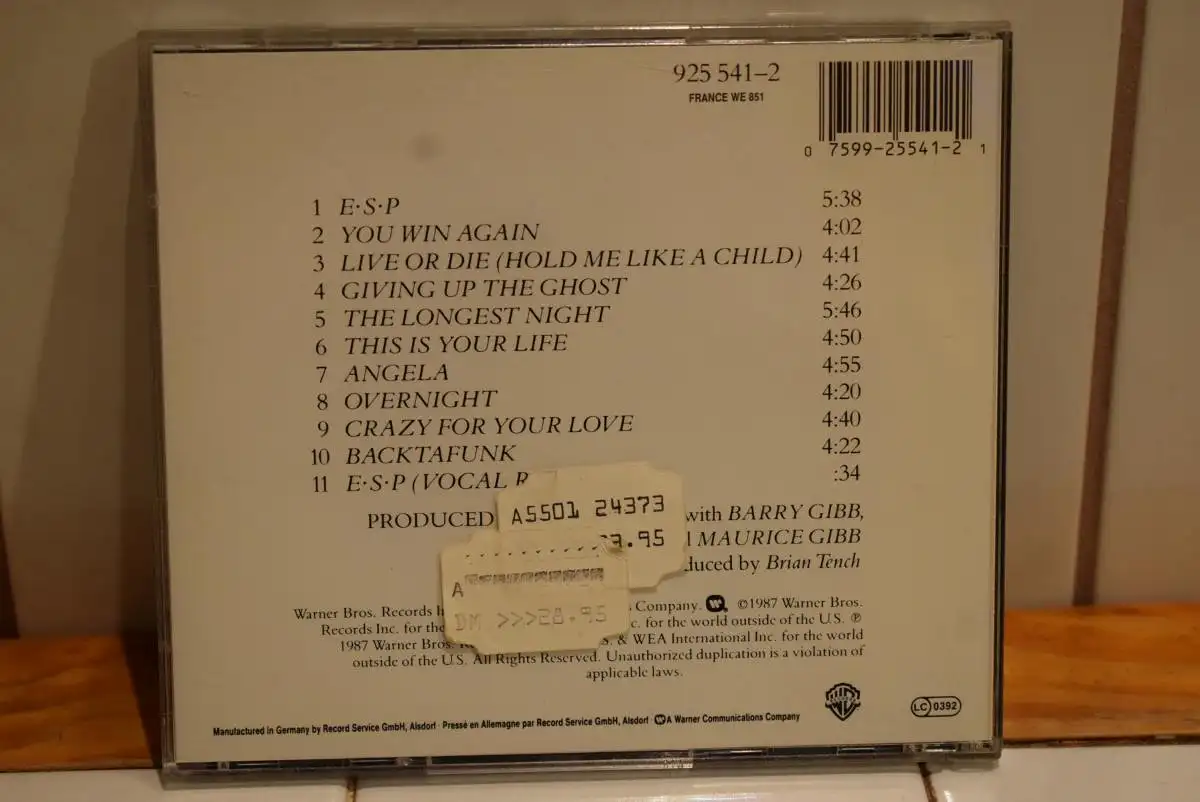 925 541–2
FRANCE WE 851
0 7599-25541-2 1
1 E·S·P 5:38
2 YOU WIN AGAIN 4:02
3 LIVE OR DIE (HOLD ME LIKE A CHILD) 4:41
4 GIVING UP THE GHOST 4:26
5 THE LONGEST NIGHT 5:46
6 THIS IS YOUR LIFE 4:50
7 ANGELA 4:55
8 OVERNIGHT 4:20
9 CRAZY FOR YOUR LOVE 4:40
10 BACKTAFUNK 4:22
11 E·S·P (VOCAL :34
PRODUCED with BARRY GIBB,
MAURICE GIBB
by Brian Tench
A5501 24373
.95
A
DM >>>28.95
Warner Bros. Records Company. ©1987 Warner Bros.
Records Inc. for the for the world outside of the U.S. ℗
1987 Warner Bros. & WEA International Inc. for the world
outside of the U.S. All Rights Reserved. Unauthorized duplication is a violation of
applicable laws.
WB
LC 0392
Manufactured in Germany by Record Service GmbH, Alsdorf · Pressé en Allemagne par Record Service GmbH, Alsdorf · A Warner Communications Company